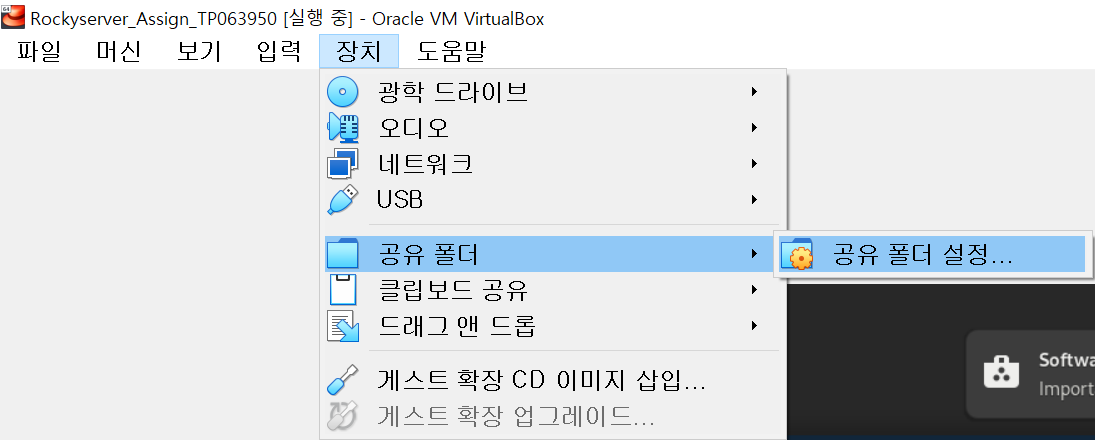 64
Rockyserver_Assign_TP063950 [실행 중] - Oracle VM VirtualBox
파일 머신 보기 입력 장치 도움말
광학 드라이브
오디오
네트워크
USB
공유 폴더
공유 폴더 설정...
클립보드 공유
드래그 앤 드롭
게스트 확장 CD 이미지 삽입...
게스트 확장 업그레이드...
Softwa
Import